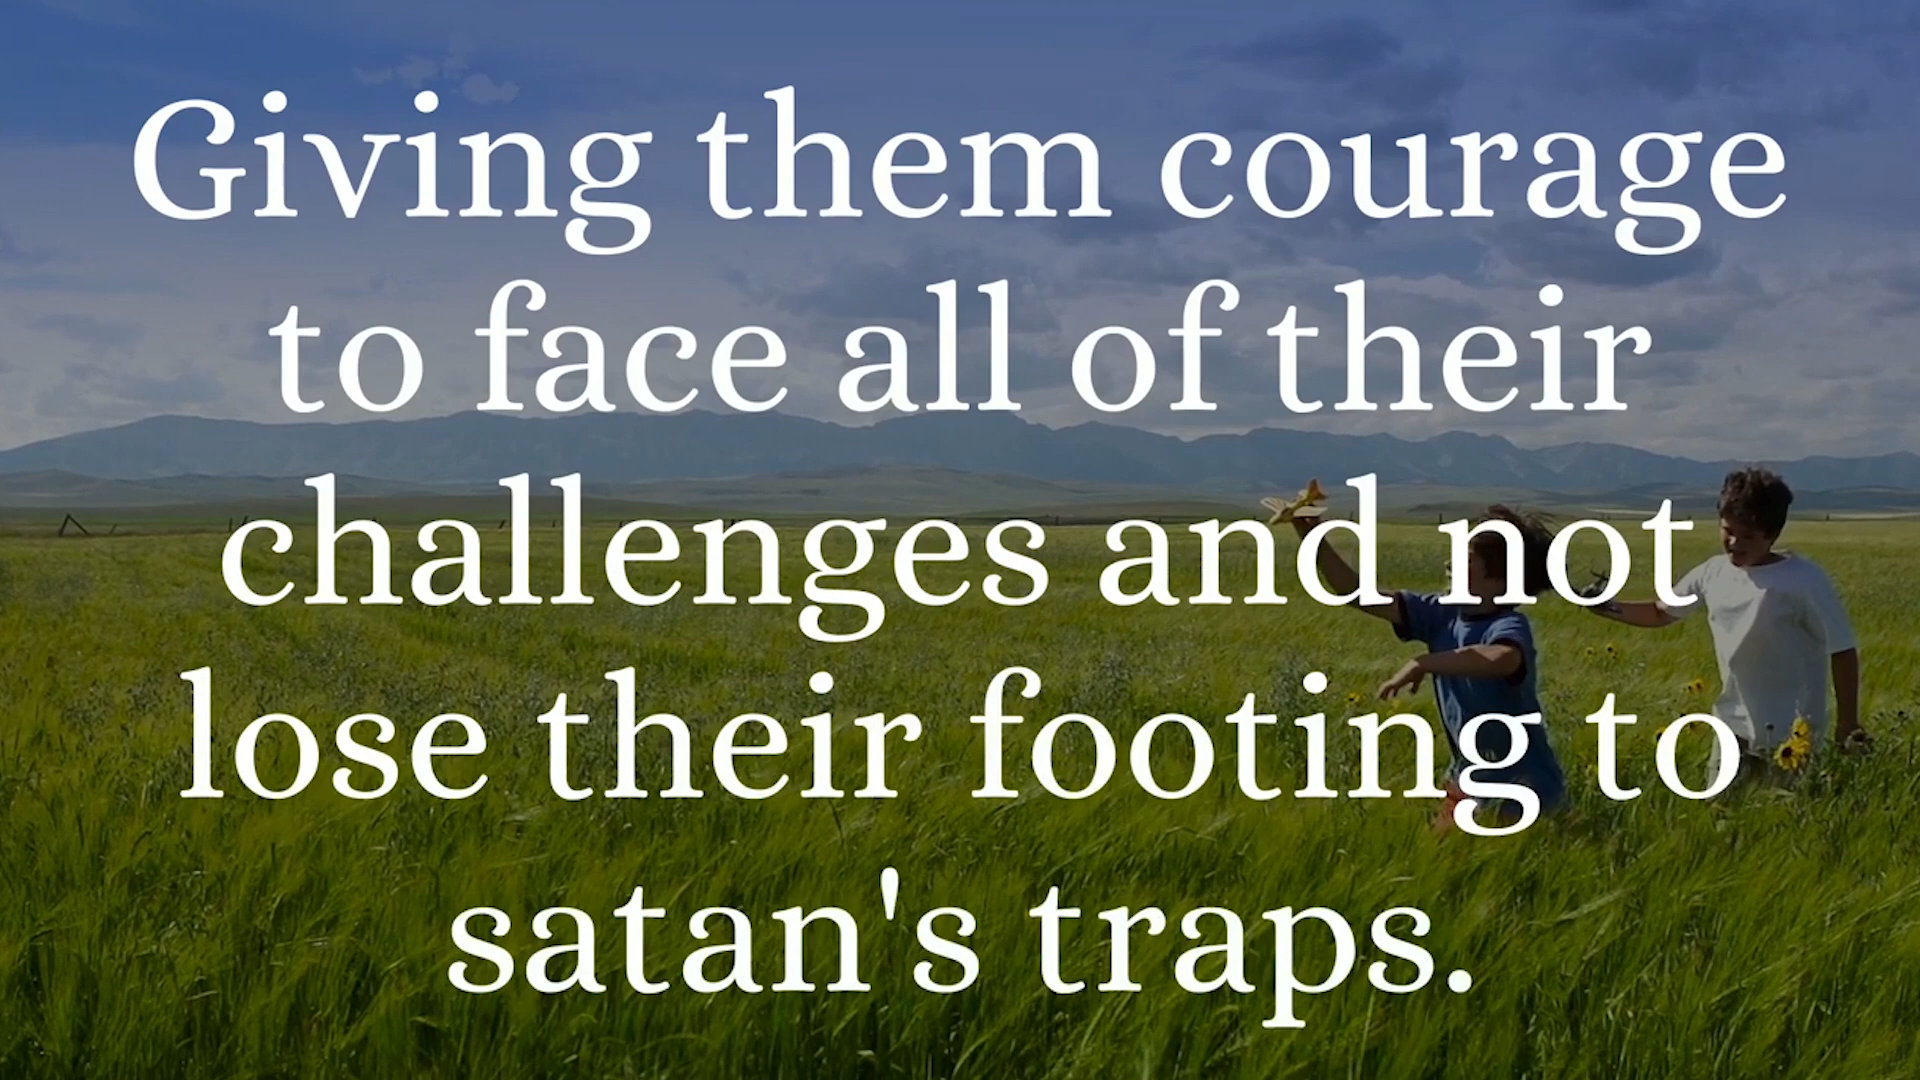 Giving them courage
to face all of their
challenges and not
lose their footing to
satan's traps.